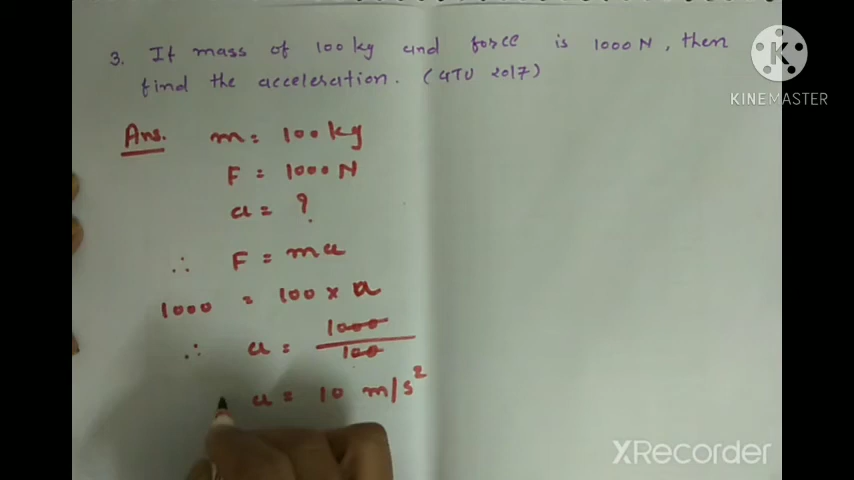 3. If mass of 100 kg and force is 1000 N, then
find the acceleration. (GTU 2017)
Ans. m = 100 kg
F = 1000 N
a = ?
∴ F = ma
1000 = 100 × a
∴ a = 1000/100
a = 10 m/s²
KINEMASTER
XRecorder